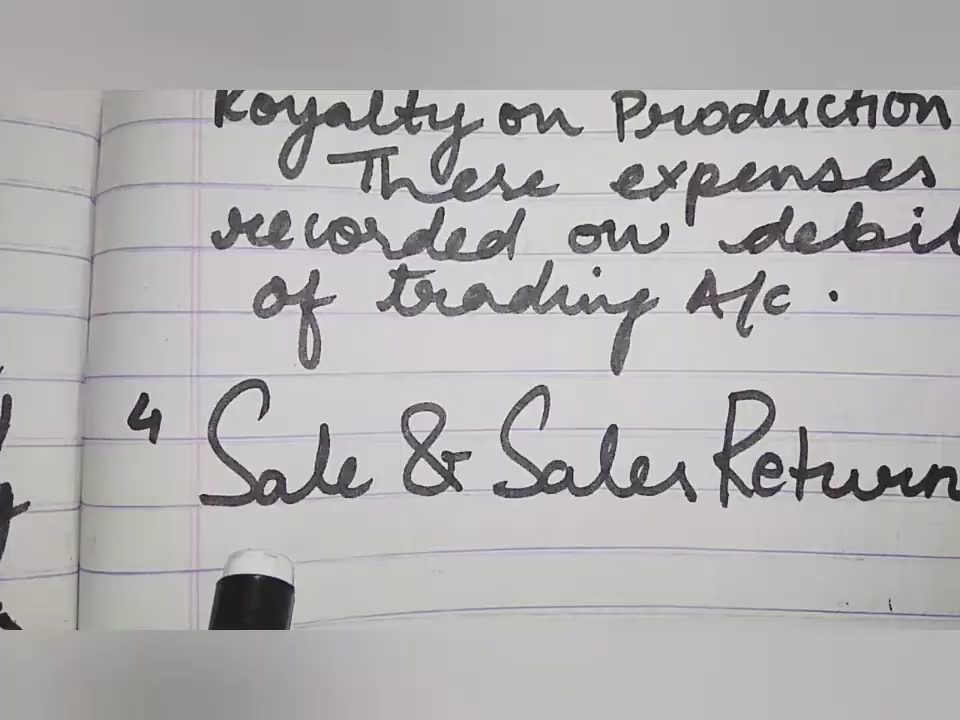 Royalty on Production
These expenses
recorded on debit
of trading A/c .
4 Sale & Sales Return